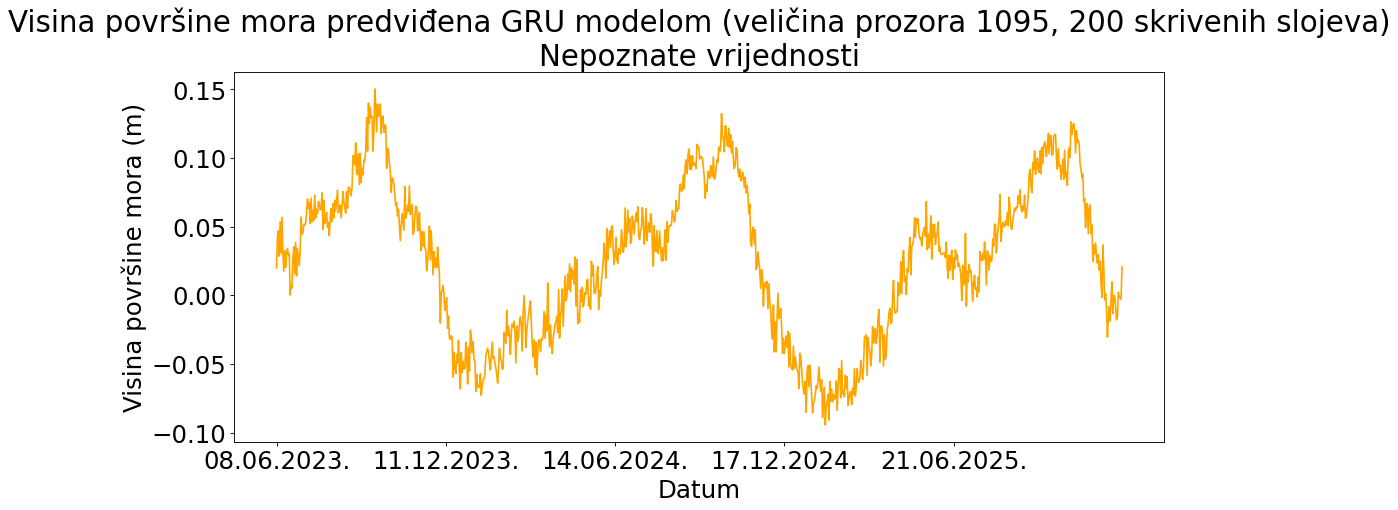 Visina površine mora predviđena GRU modelom (veličina prozora 1095, 200 skrivenih slojeva)
Nepoznate vrijednosti
Visina površine mora (m)
0.15
0.10
0.05
0.00
−0.05
−0.10
08.06.2023. 11.12.2023. 14.06.2024. 17.12.2024. 21.06.2025.
Datum